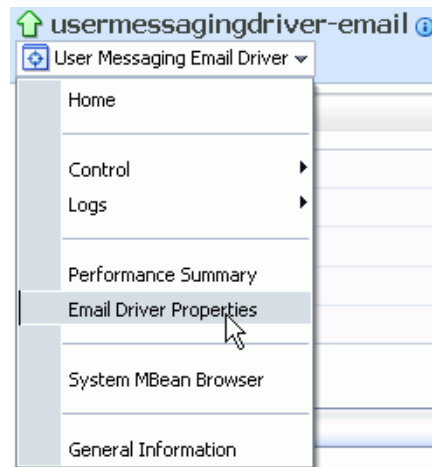 usermessagingdriver-email
User Messaging Email Driver
Home
Control
Logs
Performance Summary
Email Driver Properties
System MBean Browser
General Information